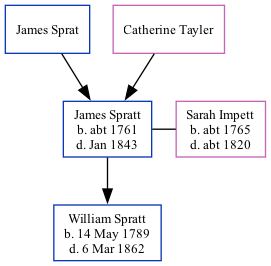 James Sprat
Catherine Tayler
James Spratt
b. abt 1761
d. Jan 1843
Sarah Impett
b. abt 1765
d. abt 1820
William Spratt
b. 14 May 1789
d. 6 Mar 1862